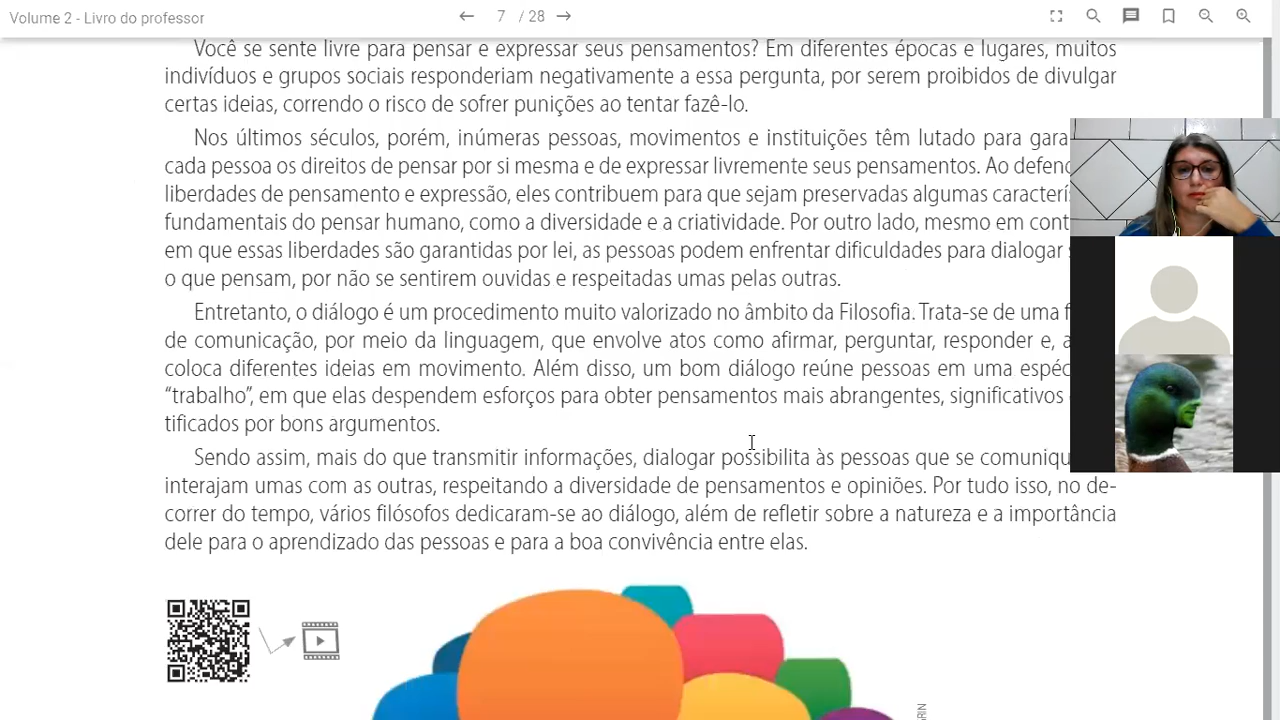 Volume 2 - Livro do professor
7 / 28
Você se sente livre para pensar e expressar seus pensamentos? Em diferentes épocas e lugares, muitos
indivíduos e grupos sociais responderiam negativamente a essa pergunta, por serem proibidos de divulgar
certas ideias, correndo o risco de sofrer punições ao tentar fazê-lo.
Nos últimos séculos, porém, inúmeras pessoas, movimentos e instituições têm lutado para
cada pessoa os direitos de pensar por si mesma e de expressar livremente seus pensamentos. Ao
liberdades de pensamento e expressão, eles contribuem para que sejam preservadas algumas
fundamentais do pensar humano, como a diversidade e a criatividade. Por outro lado, mesmo em
em que essas liberdades são garantidas por lei, as pessoas podem enfrentar dificuldades para dialogar
o que pensam, por não se sentirem ouvidas e respeitadas umas pelas outras.
Entretanto, o diálogo é um procedimento muito valorizado no âmbito da Filosofia. Trata-se de uma
de comunicação, por meio da linguagem, que envolve atos como afirmar, perguntar, responder e,
coloca diferentes ideias em movimento. Além disso, um bom diálogo reúne pessoas em uma
“trabalho”, em que elas despendem esforços para obter pensamentos mais abrangentes, significativos
tificados por bons argumentos.
Sendo assim, mais do que transmitir informações, dialogar possibilita às pessoas que se
interajam umas com as outras, respeitando a diversidade de pensamentos e opiniões. Por tudo isso, no de-
correr do tempo, vários filósofos dedicaram-se ao diálogo, além de refletir sobre a natureza e a importância
dele para o aprendizado das pessoas e para a boa convivência entre elas.